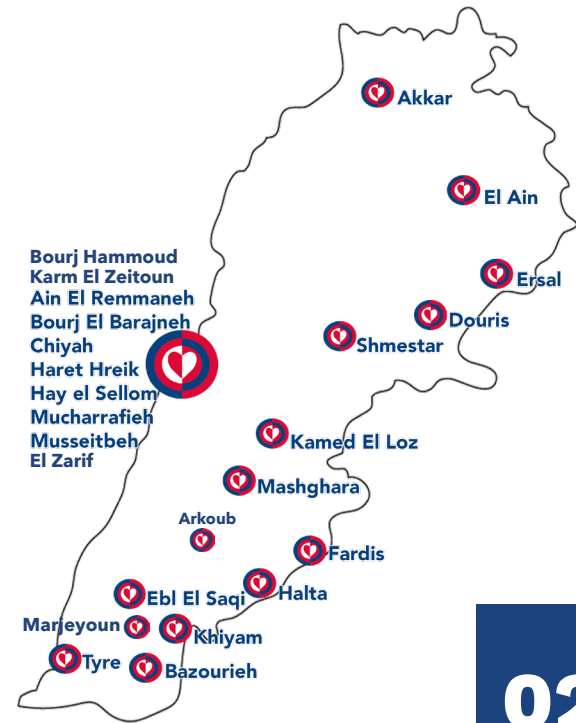 Akkar
El Ain
Ersal
Douris
Shmestar
Bourj Hammoud
Karm El Zeitoun
Ain El Remmaneh
Bourj El Barajneh
Chiyah
Haret Hreik
Hay el Sellom
Mucharrafieh
Musseitbeh
El Zarif
Kamed El Loz
Mashghara
Arkoub
Fardis
Halta
Ebl El Saqi
Marjeyoun
Khiyam
Tyre
Bazourieh
02